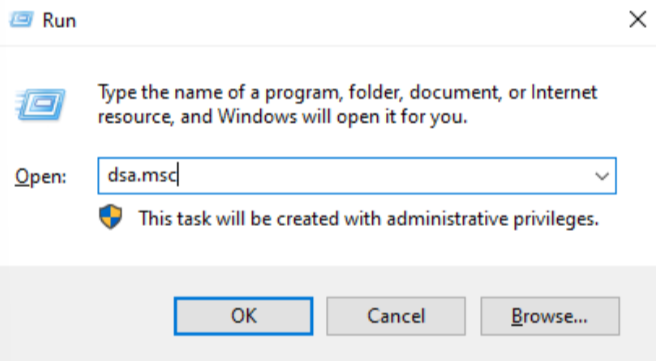 Run
Type the name of a program, folder, document, or Internet
resource, and Windows will open it for you.
Open: dsa.msc
This task will be created with administrative privileges.
OK Cancel Browse...